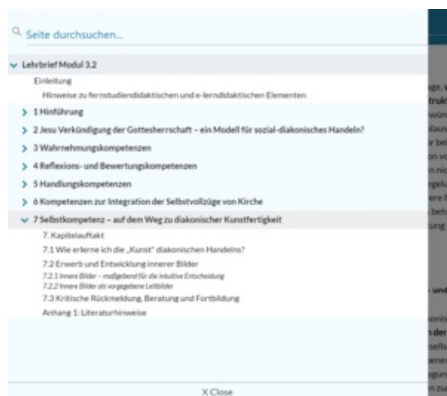 Seite durchsuchen...
Lehrbrief Modul 3.2
Einleitung
Hinweise zu fernstudiendidaktischen und e-lerndidaktischen Elementen
1 Hinführung
2 Jesu Verkündigung der Gottesherrschaft – ein Modell für sozial-diakonisches Handeln?
3 Wahrnehmungskompetenzen
4 Reflexions- und Bewertungskompetenzen
5 Handlungskompetenzen
6 Kompetenzen zur Integration der Selbstvollzüge von Kirche
7 Selbstkompetenz – auf dem Weg zu diakonischer Kunstfertigkeit
7. Kapitelauftakt
7.1 Wie erlerne ich die „Kunst" diakonischen Handelns?
7.2 Erwerb und Entwicklung innerer Bilder
7.2.1 Innere Bilder – maßgebend für die intuitive Entscheidung
7.2.2 Innere Bilder als vorgegebene Leitbilder
7.3 Kritische Rückmeldung, Beratung und Fortbildung
Anhang 1: Literaturhinweise
X Close